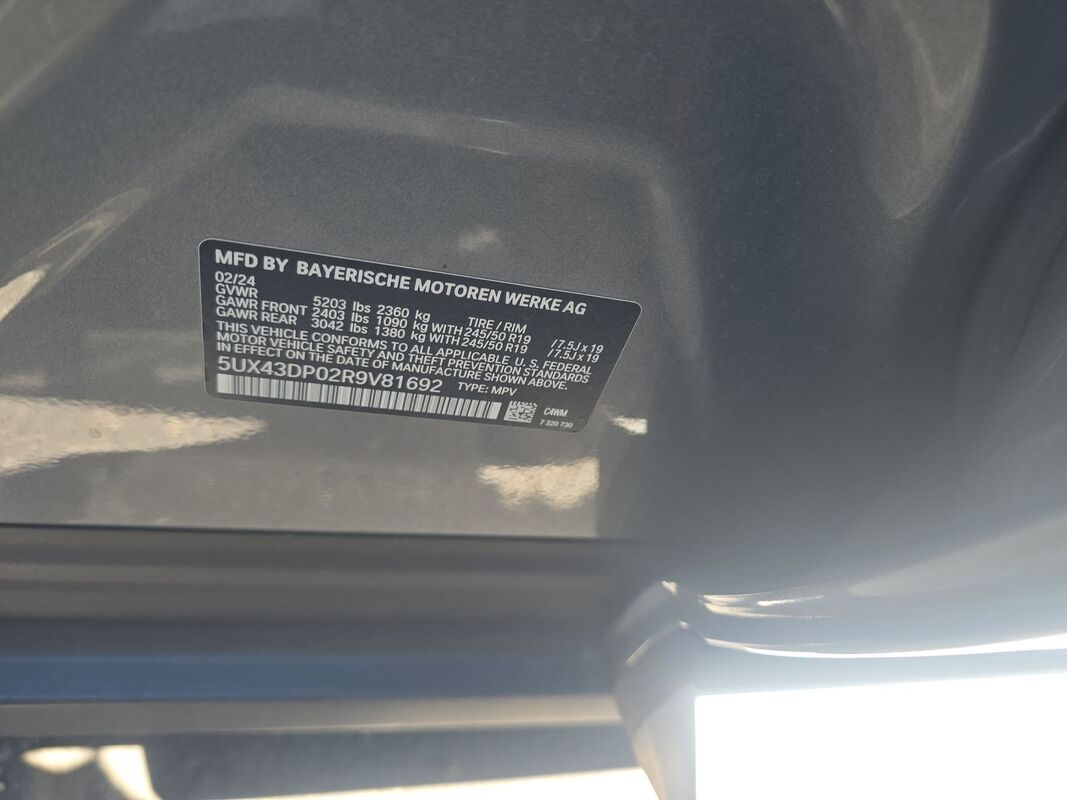 MFD BY BAYERISCHE MOTOREN WERKE AG
02/24
GVWR 5203 lbs 2360 kg TIRE / RIM
GAWR FRONT 2403 lbs 1090 kg WITH 245/50 R19 /7.5J x 19
GAWR REAR 3042 lbs 1380 kg WITH 245/50 R19 /7.5J x 19
THIS VEHICLE CONFORMS TO ALL APPLICABLE U. S. FEDERAL
MOTOR VEHICLE SAFETY AND THEFT PREVENTION STANDARDS
IN EFFECT ON THE DATE OF MANUFACTURE SHOWN ABOVE.
5UX43DP02R9V81692 TYPE: MPV
C4WM
7 320 730